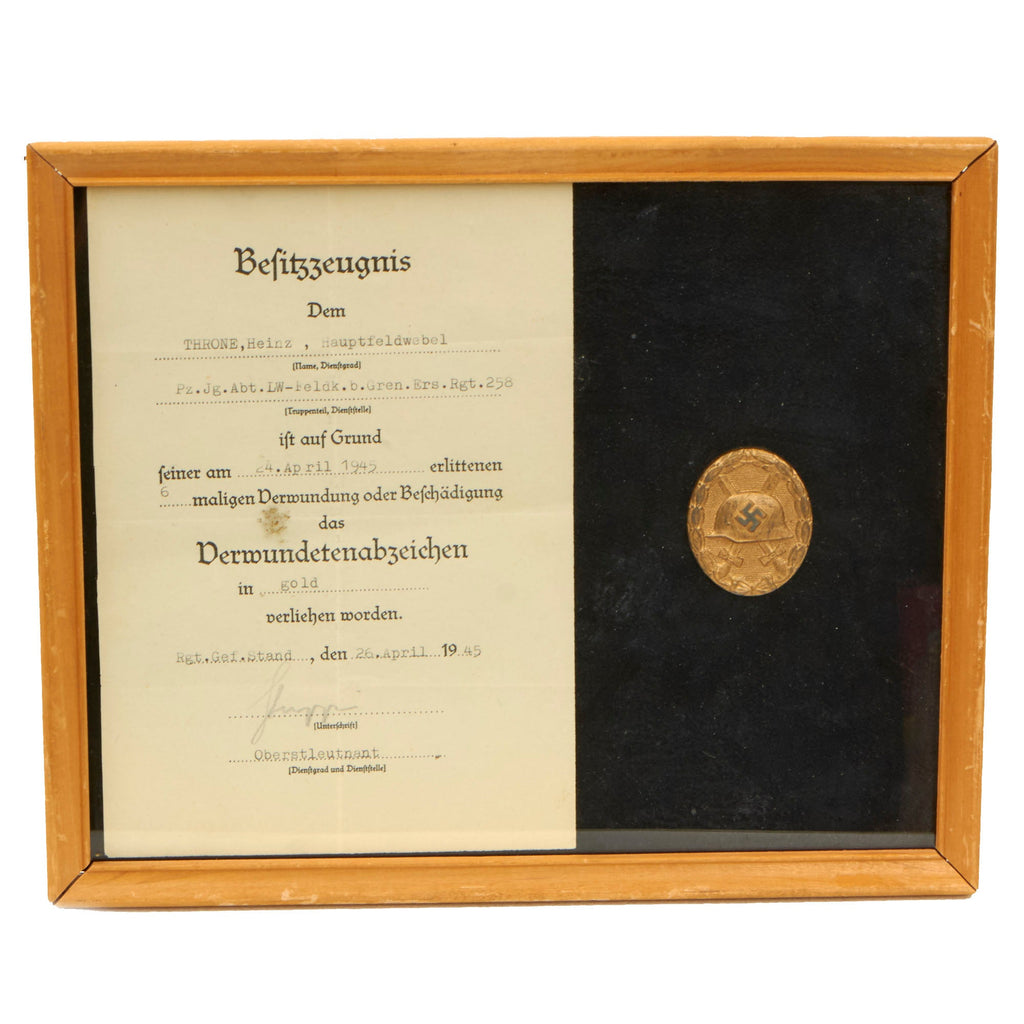 Besitzzeugnis
Dem
THRONE,Heinz , Hauptfeldwebel
(Name, Dienstgrad)
Pz.Jg.Abt.LW-Feldk.b.Gren.Ers.Rgt.258
(Truppenteil, Dienststelle)
ist auf Grund
seiner am 24.April 1945 erlittenen
6 maligen Verwundung oder Beschädigung
das
Verwundetenabzeichen
in gold
verliehen worden.
Rgt.Gef.Stand , den 26.April 1945
(Unterschrift)
Oberstleutnant
(Dienstgrad und Dienststelle)